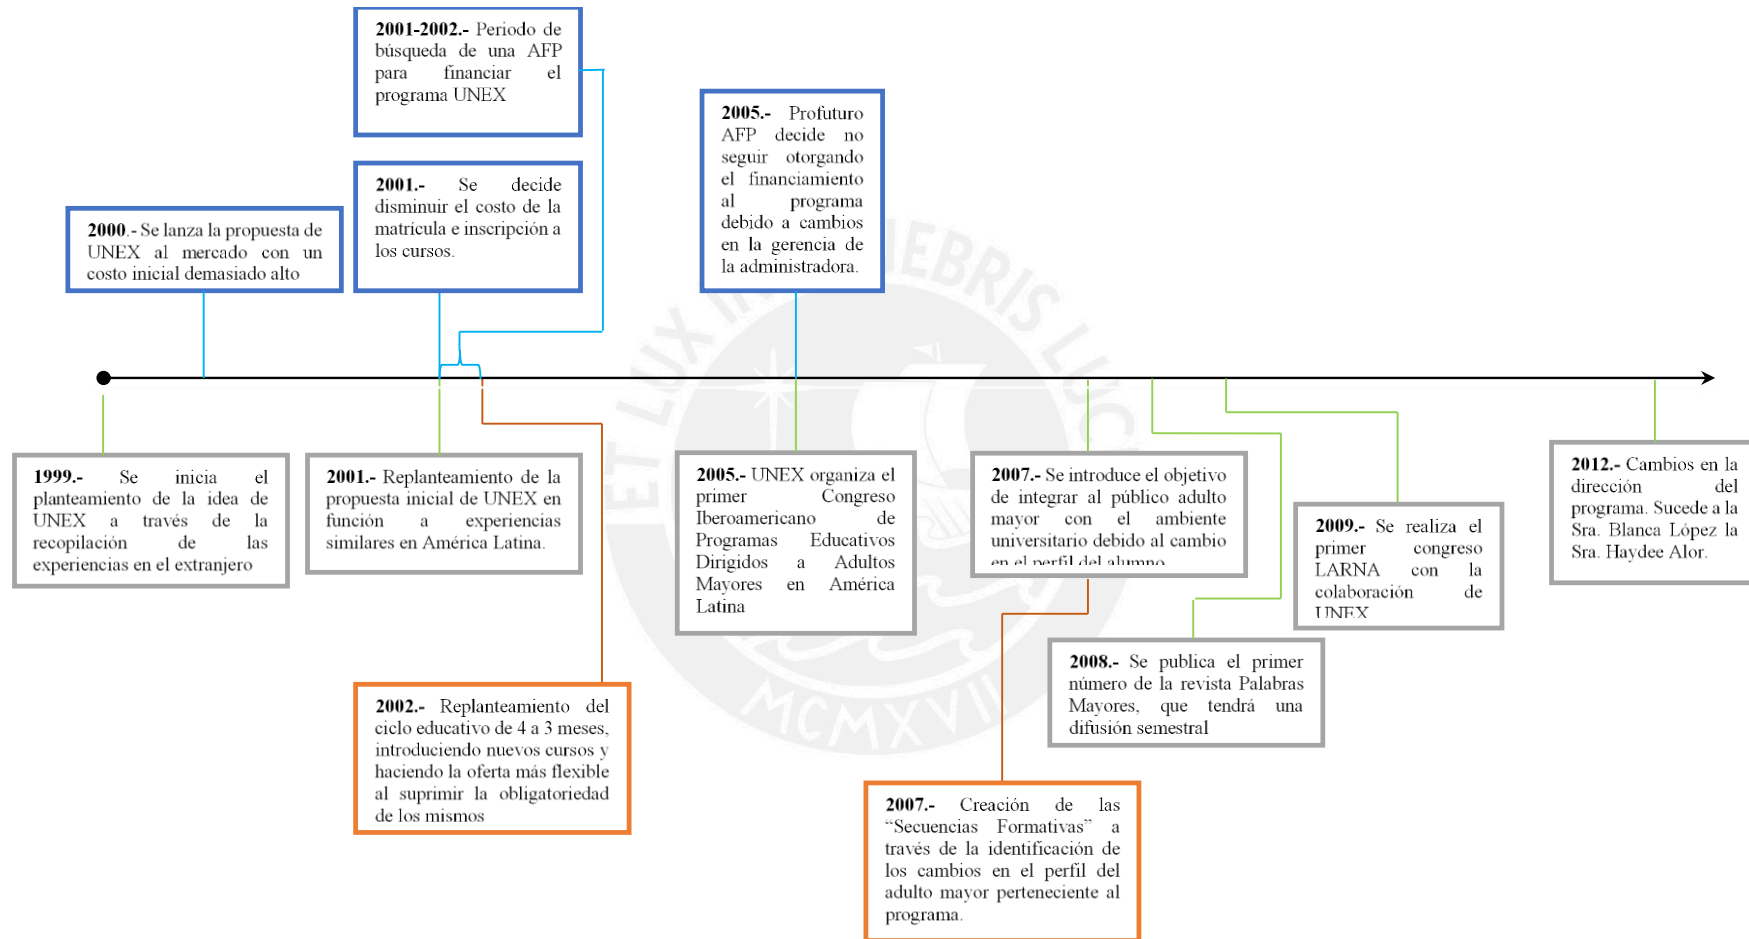 2001-2002.- Periodo de
búsqueda de una AFP
para financiar el
programa UNEX
2001.- Se decide
disminuir el costo de la
matrícula e inscripción a
los cursos.
2000.- Se lanza la propuesta de
UNEX al mercado con un
costo inicial demasiado alto
2005.- Profuturo
AFP decide no
seguir otorgando
el financiamiento
al programa
debido a cambios
en la gerencia de
la administradora.
1999.- Se inicia el
planteamiento de la idea de
UNEX a través de la
recopilación de las
experiencias en el extranjero
2001.- Replanteamiento de la
propuesta inicial de UNEX en
función a experiencias
similares en América Latina.
2005.- UNEX organiza el
primer Congreso
Iberoamericano de
Programas Educativos
Dirigidos a Adultos
Mayores en América
Latina
2007.- Se introduce el objetivo
de integrar al público adulto
mayor con el ambiente
universitario debido al cambio
en el perfil del alumno
2009.- Se realiza el
primer congreso
LARNA con la
colaboración de
UNEX
2012.- Cambios en la
dirección del
programa. Sucede a la
Sra. Blanca López la
Sra. Haydee Alor.
2008.- Se publica el primer
número de la revista Palabras
Mayores, que tendrá una
difusión semestral
2002.- Replanteamiento del
ciclo educativo de 4 a 3 meses,
introduciendo nuevos cursos y
haciendo la oferta más flexible
al suprimir la obligatoriedad
de los mismos
2007.- Creación de las
“Secuencias Formativas” a
través de la identificación de
los cambios en el perfil del
adulto mayor perteneciente al
programa.
ET LUX IN
MCMXVII